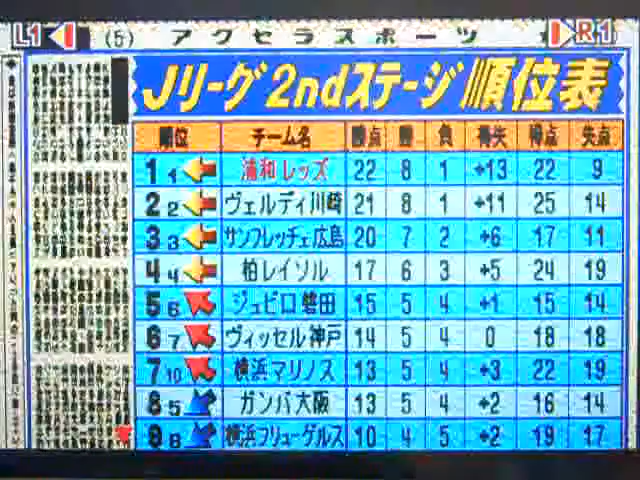 L1 (5) アクセラスポーツ R1
Jリーグ 2ndステージ 順位表
順位 チーム名 勝点 勝 負 得失 得点 失点
1 1 浦和レッズ 22 8 1 +13 22 9
2 2 ヴェルディ川崎 21 8 1 +11 25 14
3 3 サンフレッチェ広島 20 7 2 +6 17 11
4 4 柏レイソル 17 6 3 +5 24 19
5 6 ジュビロ磐田 15 5 4 +1 15 14
6 7 ヴィッセル神戸 14 5 4 0 18 18
7 10 横浜マリノス 13 5 4 +3 22 19
8 5 ガンバ大阪 13 5 4 +2 16 14
9 8 横浜フリューゲルス 10 4 5 +2 19 17